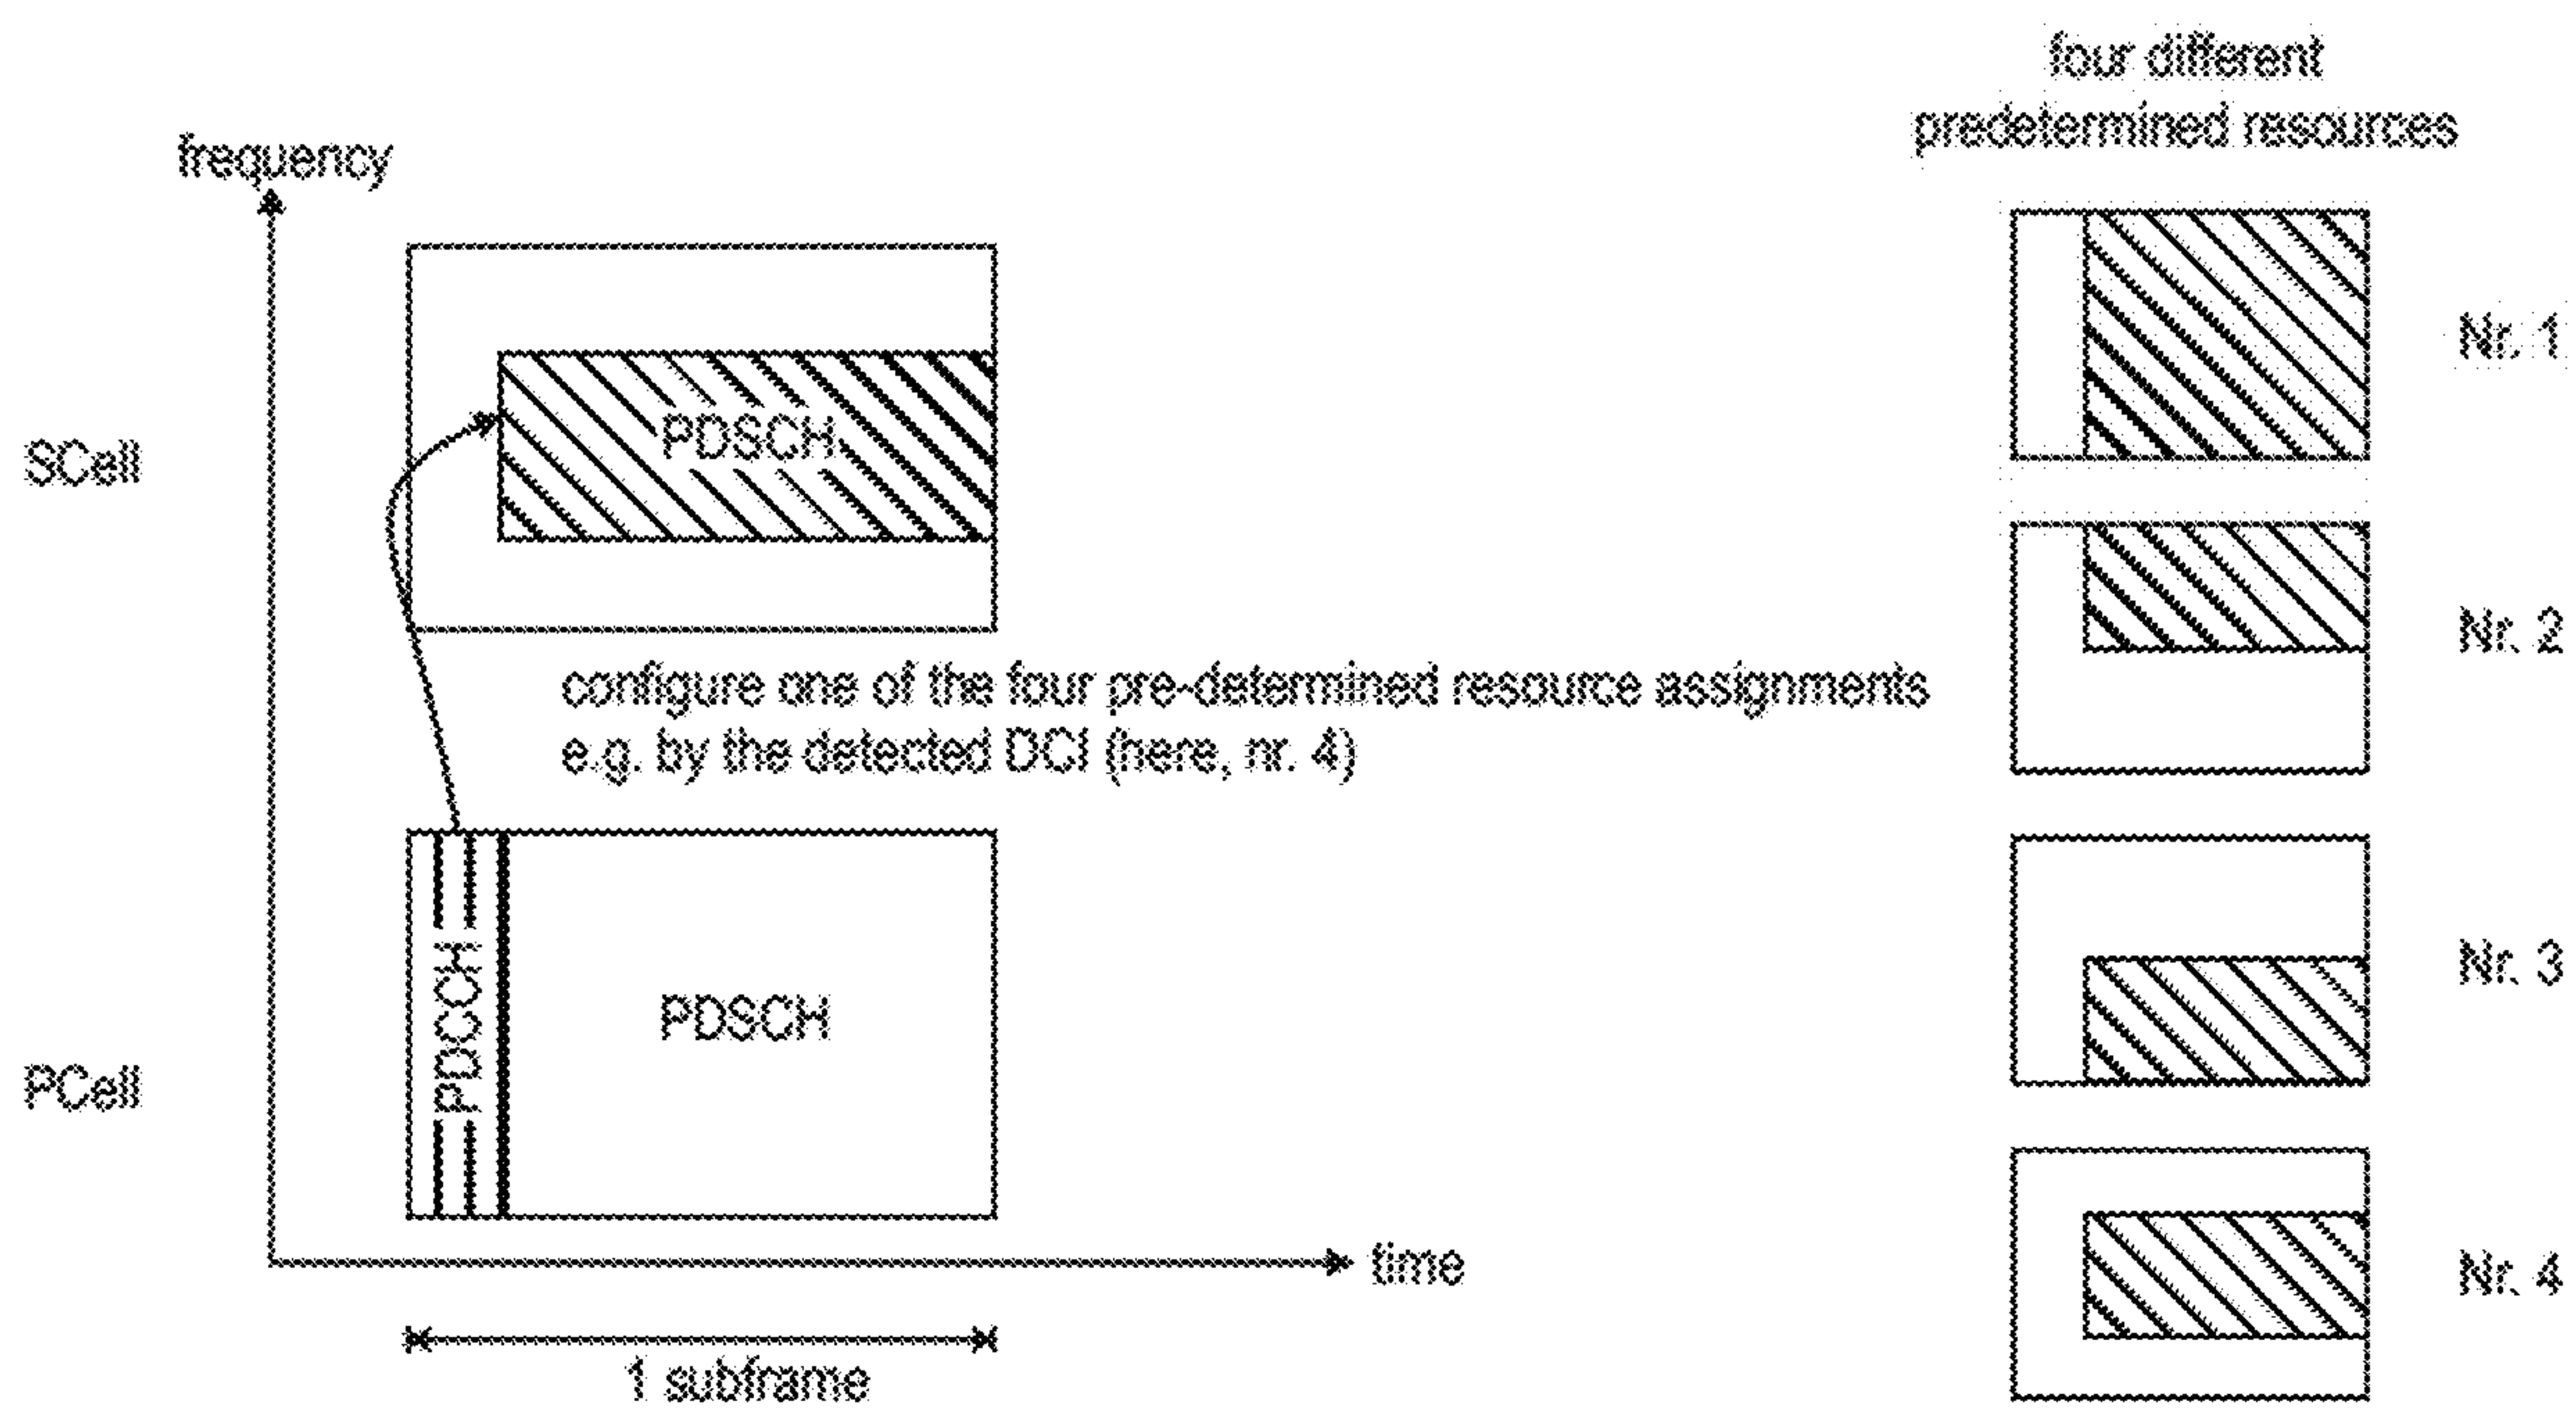 four different
predetermined resources
frequency
SCell
PDSCH
configure one of the four pre-determined resource assignments
e.g. by the detected DCI (here, nr. 4)
PCell
PDCCH
PDSCH
time
1 subframe
Nr. 1
Nr. 2
Nr. 3
Nr. 4